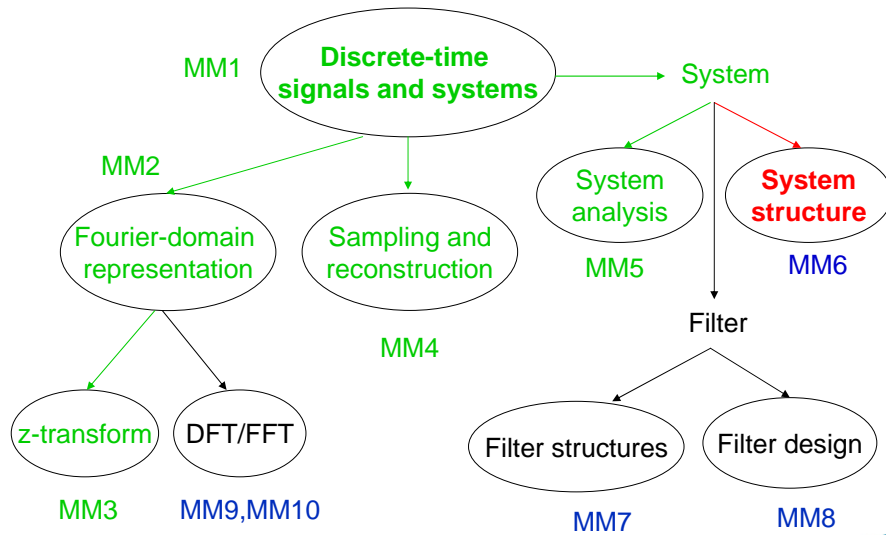 MM1
Discrete-time
signals and systems
System
MM2
System
analysis
System
structure
Fourier-domain
representation
Sampling and
reconstruction
MM5
MM6
MM4
Filter
z-transform
DFT/FFT
Filter structures
Filter design
MM3
MM9,MM10
MM7
MM8